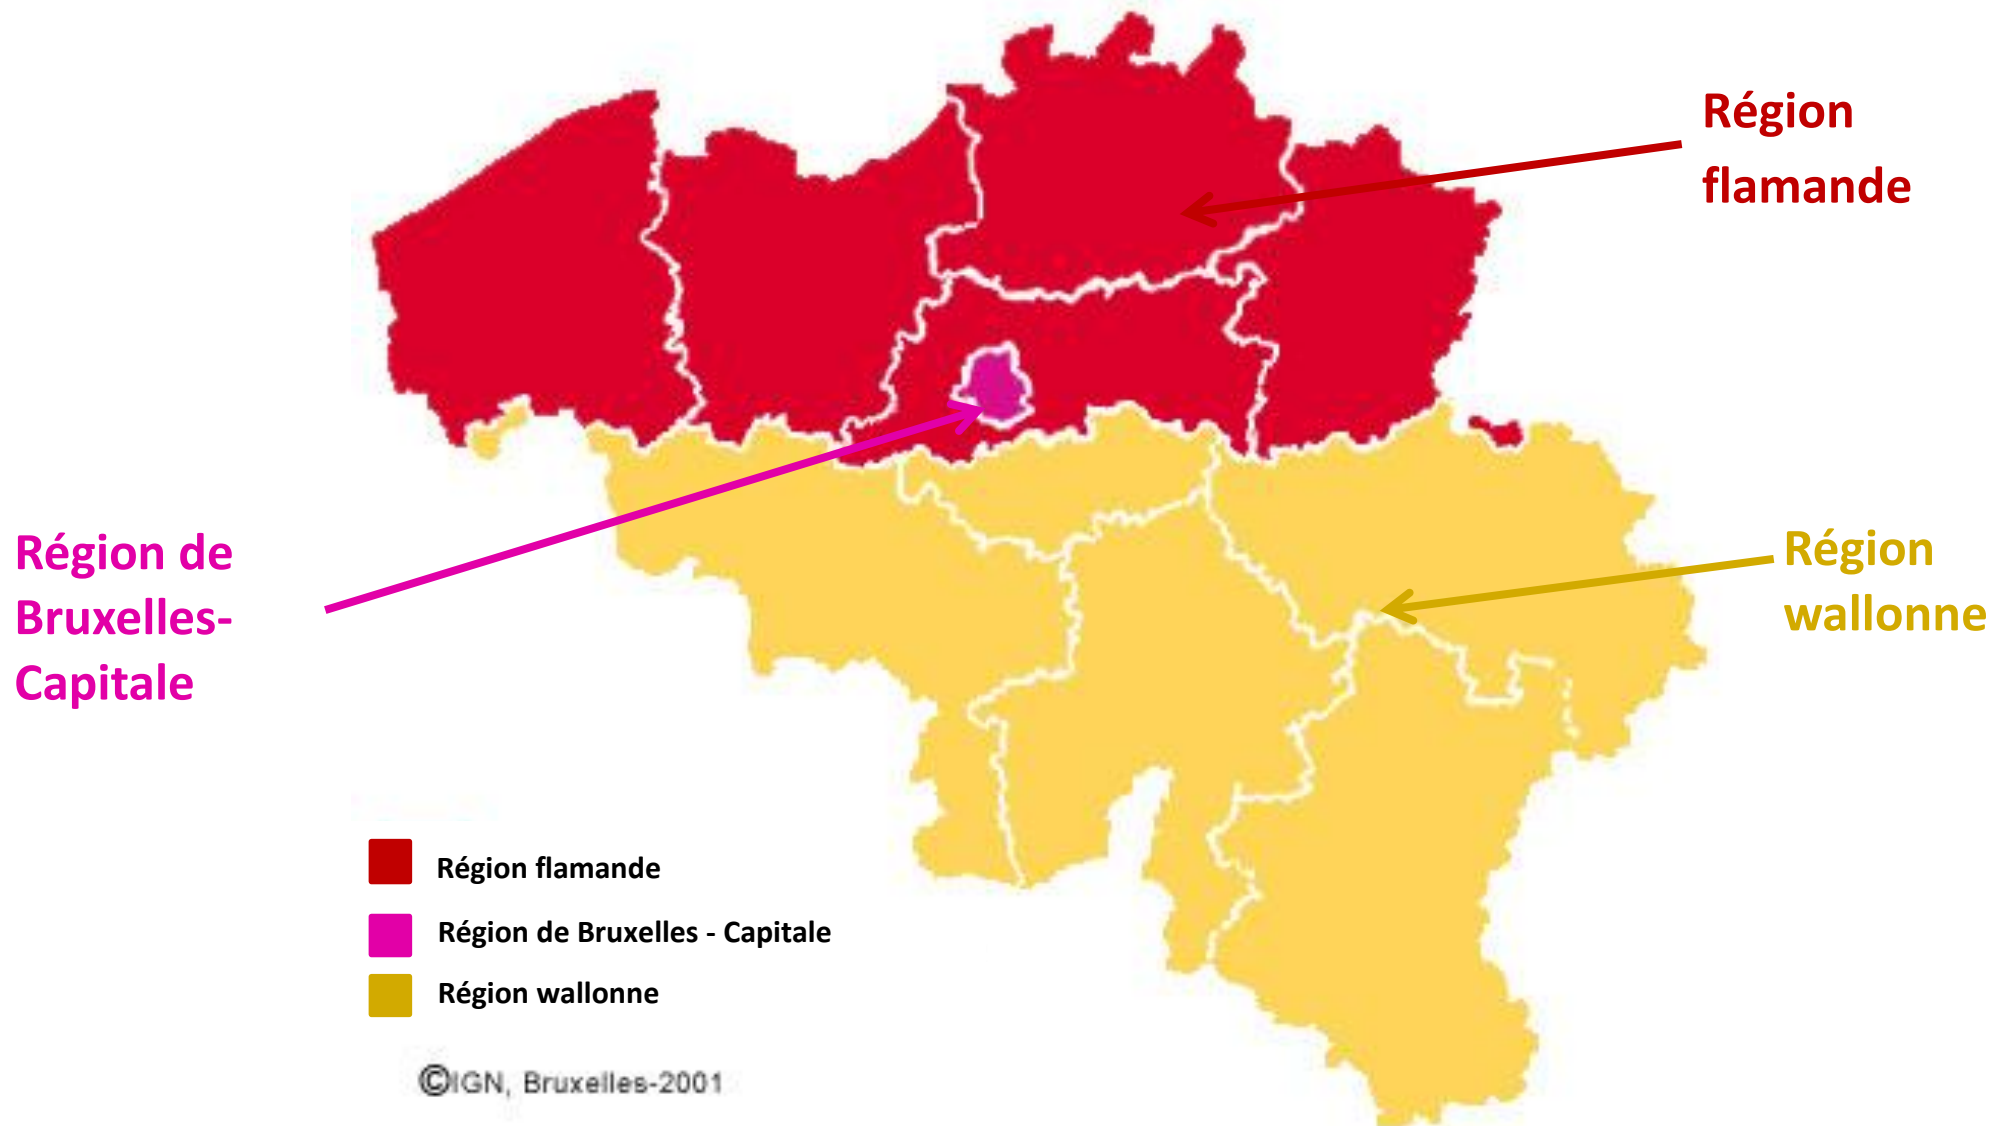 Région
flamande
Région de
Bruxelles-
Capitale
Région
wallonne
Région flamande
Région de Bruxelles - Capitale
Région wallonne
©IGN, Bruxelles-2001